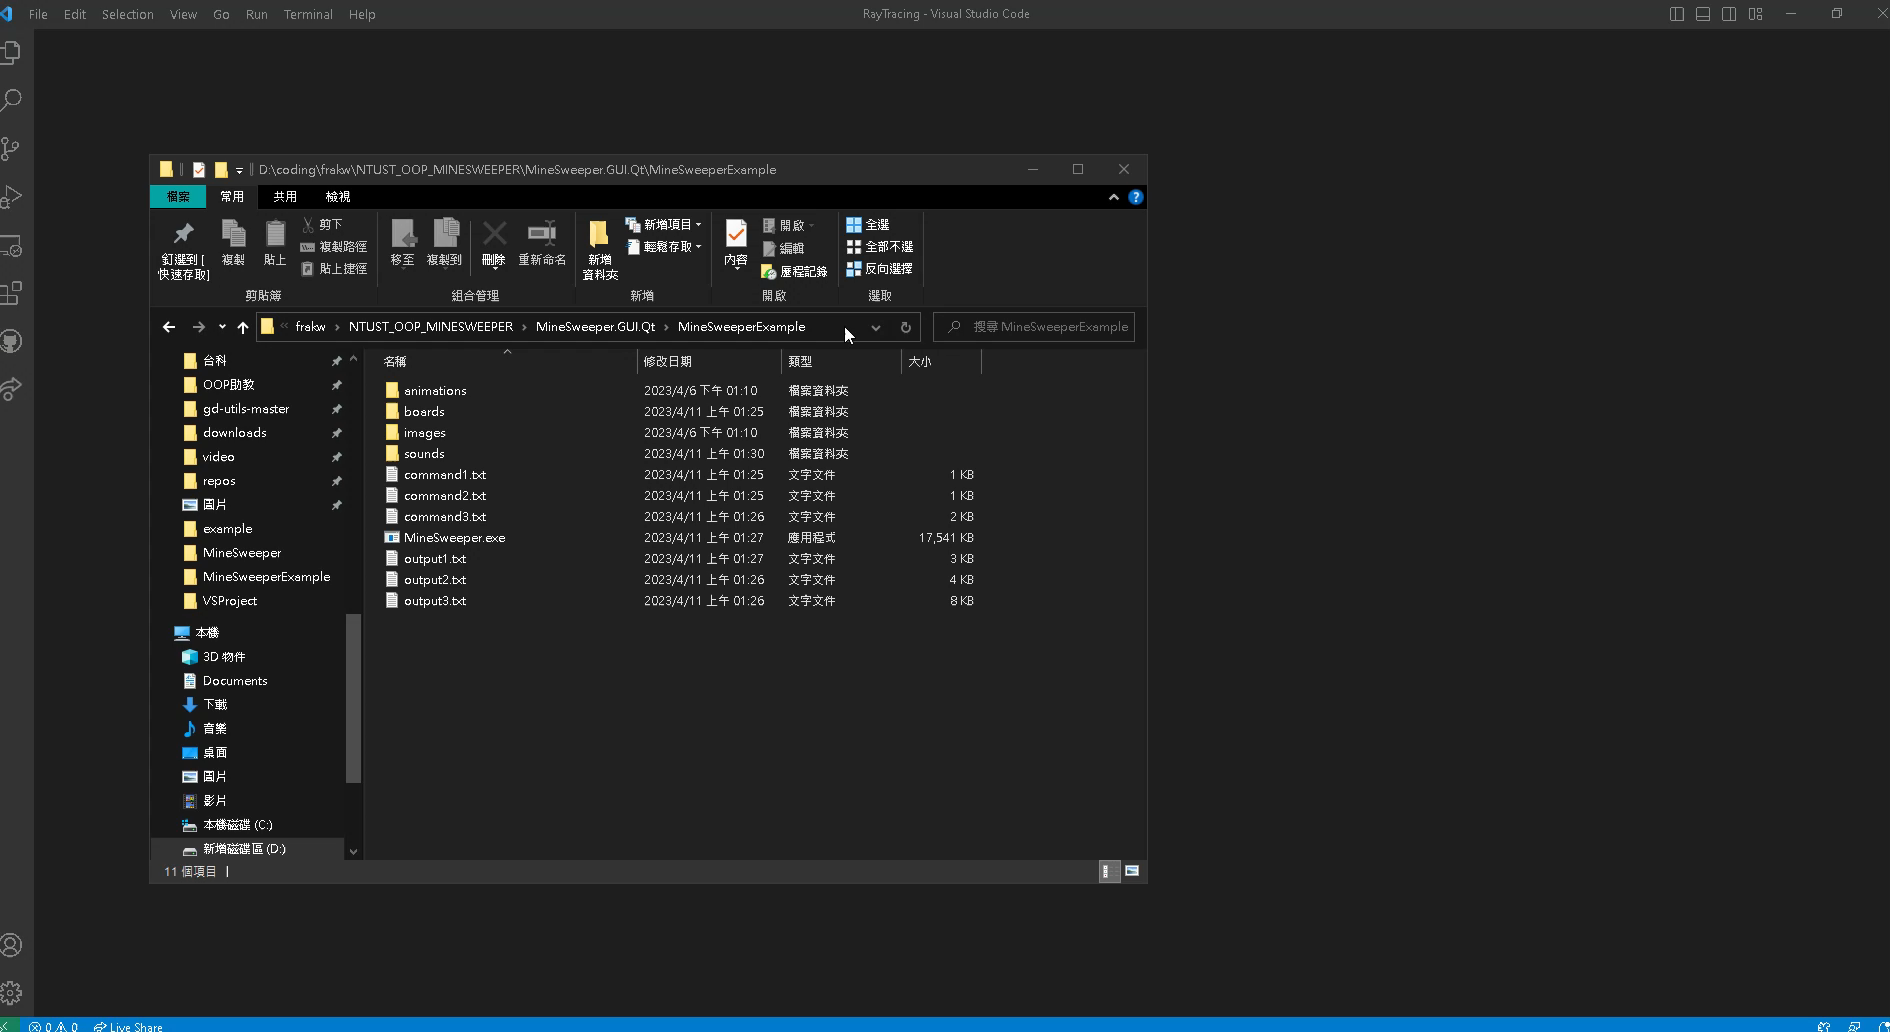 File Edit Selection View Go Run Terminal Help
RayTracing - Visual Studio Code
D:\coding\frakw\NTUST_OOP_MINESWEEPER\MineSweeper.GUI.Qt\MineSweeperExample
檔案 常用 共用 檢視
釘選到 [快速存取]
複製
貼上
剪下
複製路徑
貼上捷徑
剪貼簿
移至
複製到
刪除
重新命名
組合管理
新增資料夾
新增項目
輕鬆存取
新增
內容
開啟
編輯
歷程記錄
開啟
全選
全部不選
反向選擇
選取
« frakw › NTUST_OOP_MINESWEEPER › MineSweeper.GUI.Qt › MineSweeperExample
搜尋 MineSweeperExample
台科
OOP助教
gd-utils-master
downloads
video
repos
圖片
example
MineSweeper
MineSweeperExample
VSProject
本機
3D 物件
Documents
下載
音樂
桌面
圖片
影片
本機磁碟 (C:)
新增磁碟區 (D:)
名稱 修改日期 類型 大小
animations 2023/4/6 下午 01:10 檔案資料夾
boards 2023/4/11 上午 01:25 檔案資料夾
images 2023/4/6 下午 01:10 檔案資料夾
sounds 2023/4/11 上午 01:30 檔案資料夾
command1.txt 2023/4/11 上午 01:25 文字文件 1 KB
command2.txt 2023/4/11 上午 01:25 文字文件 1 KB
command3.txt 2023/4/11 上午 01:26 文字文件 2 KB
MineSweeper.exe 2023/4/11 上午 01:27 應用程式 17,541 KB
output1.txt 2023/4/11 上午 01:27 文字文件 3 KB
output2.txt 2023/4/11 上午 01:26 文字文件 4 KB
output3.txt 2023/4/11 上午 01:26 文字文件 8 KB
11 個項目
0 0 Live Share